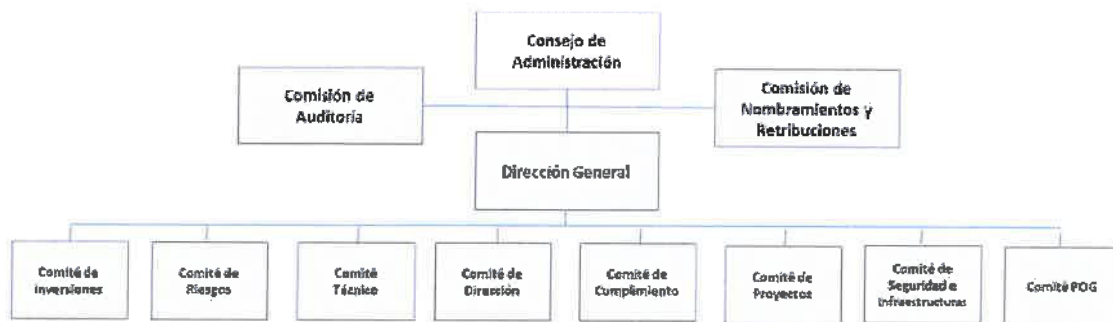 Consejo de
Administración
Comisión de
Auditoría
Comisión de
Nombramientos y
Retribuciones
Dirección General
Comité de
Inversiones
Comité de
Riesgos
Comité
Técnico
Comité de
Dirección
Comité de
Cumplimiento
Comité de
Proyectos
Comité de
Seguridad e
Infraestructuras
Comité POG